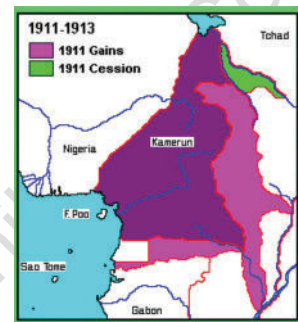 1911-1913
1911 Gains
1911 Cession
Tchad
Nigeria
Kamerun
F. Poo
Sao Tome
Gabon